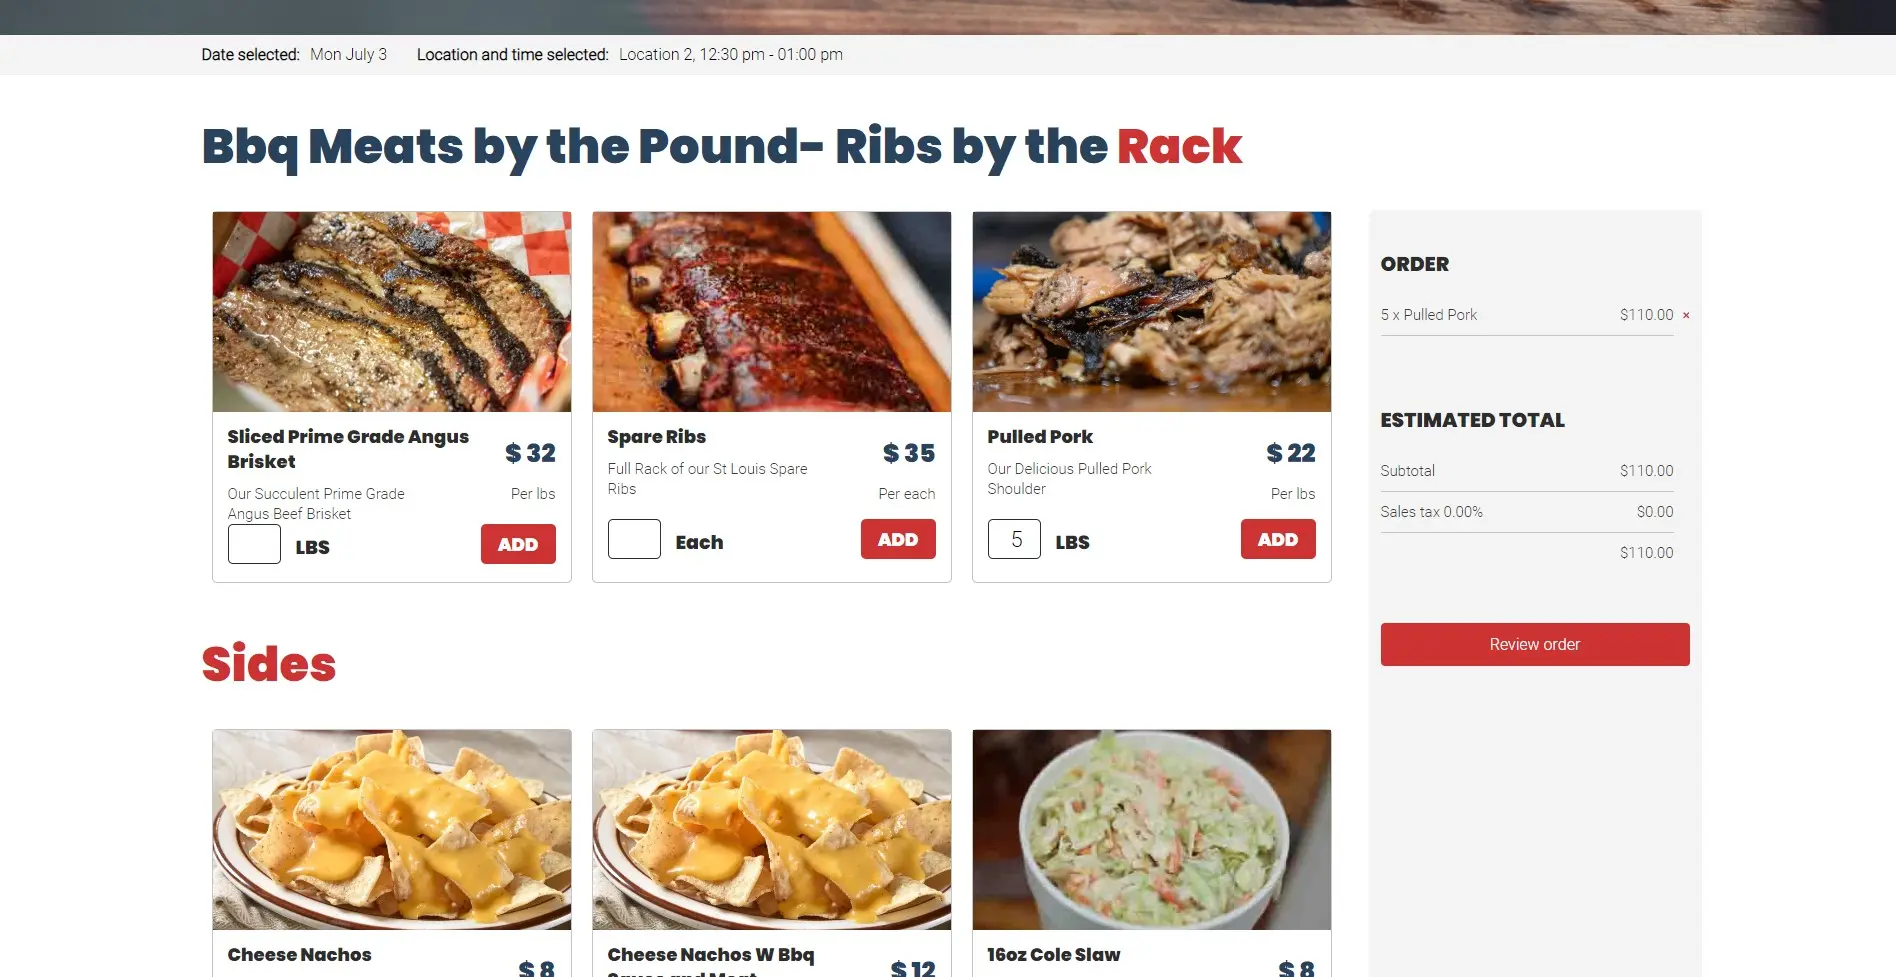 Date selected: Mon July 3 Location and time selected: Location 2, 12:30 pm - 01:00 pm
Bbq Meats by the Pound- Ribs by the Rack
Sliced Prime Grade Angus
Brisket
$ 32
Our Succulent Prime Grade
Angus Beef Brisket
Per lbs
LBS
ADD
Spare Ribs
$ 35
Full Rack of our St Louis Spare
Ribs
Per each
Each
ADD
Pulled Pork
$ 22
Our Delicious Pulled Pork
Shoulder
Per lbs
5 LBS
ADD
ORDER
5 x Pulled Pork $110.00 ×
ESTIMATED TOTAL
Subtotal $110.00
Sales tax 0.00% $0.00
$110.00
Review order
Sides
Cheese Nachos
$ 8
Cheese Nachos W Bbq
Sauce and Meat
$ 12
16oz Cole Slaw
$ 8